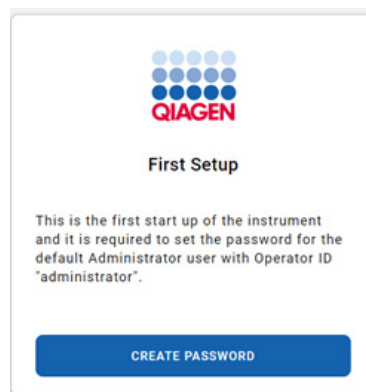 QIAGEN
First Setup
This is the first start up of the instrument
and it is required to set the password for the
default Administrator user with Operator ID
"administrator".
CREATE PASSWORD